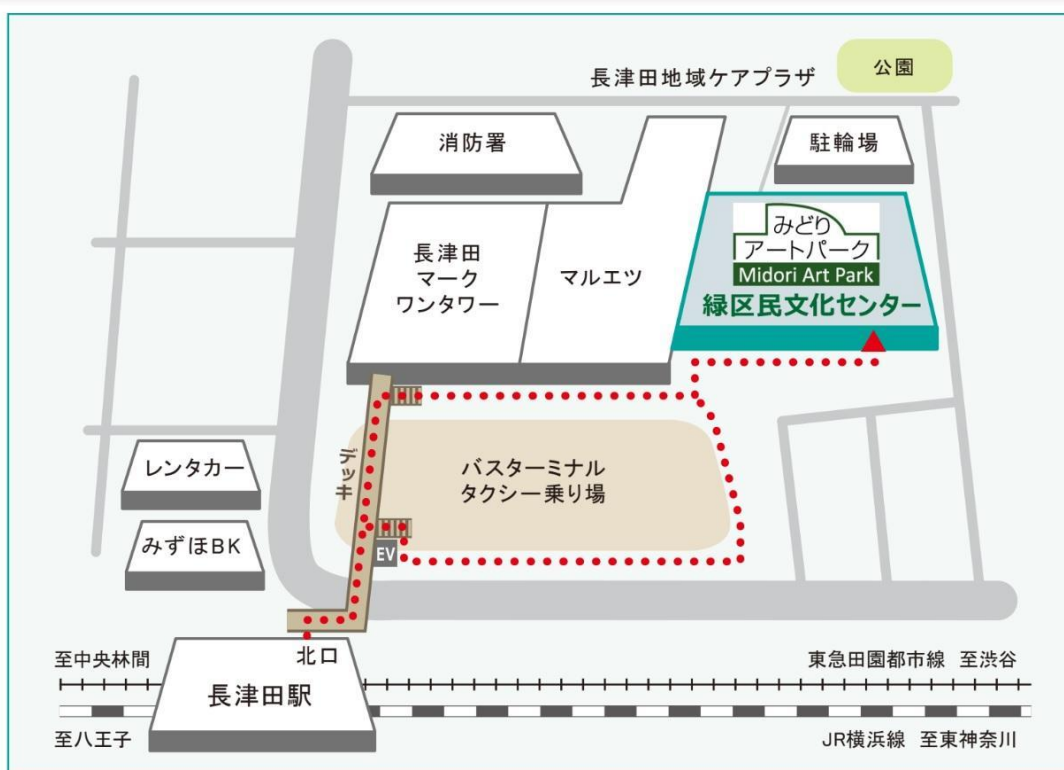 長津田地域ケアプラザ
公園
消防署
駐輪場
長津田
マーク
ワンタワー
マルエツ
みどり
アートパーク
Midori Art Park
緑区民文化センター
デッキ
レンタカー
みずほBK
バスターミナル
タクシー乗り場
EV
北口
長津田駅
至中央林間
東急田園都市線 至渋谷
至八王子
JR横浜線 至東神奈川